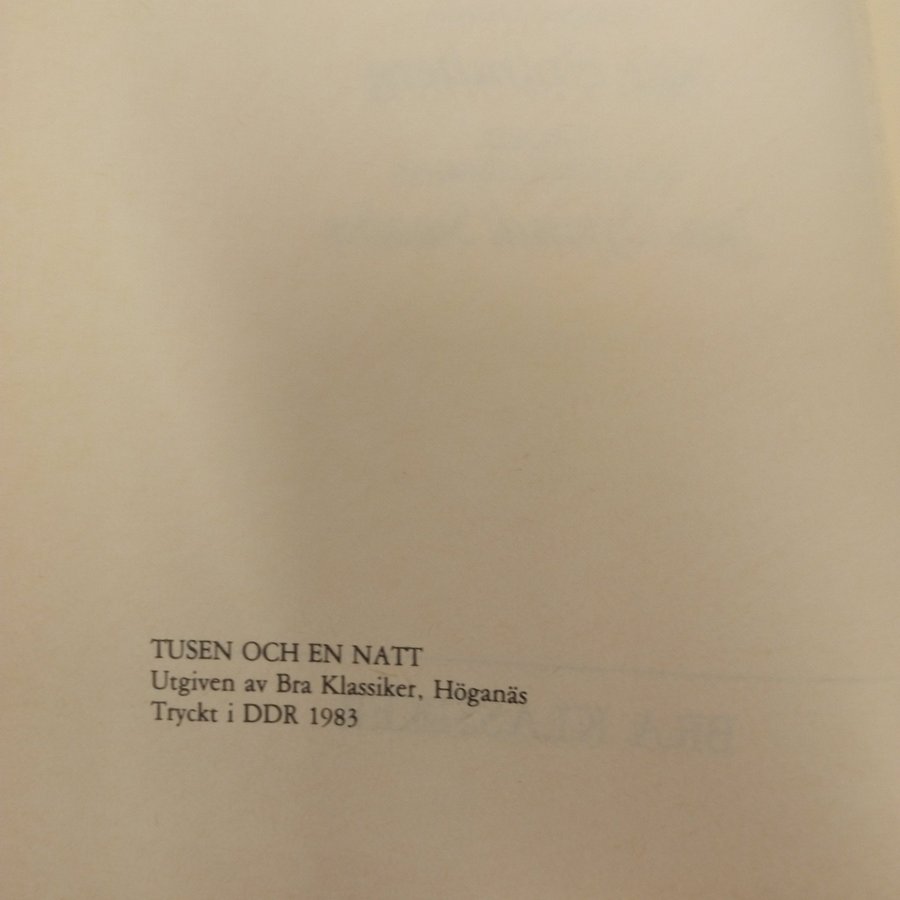 TUSEN OCH EN NATT
Utgiven av Bra Klassiker, Höganäs
Tryckt i DDR 1983